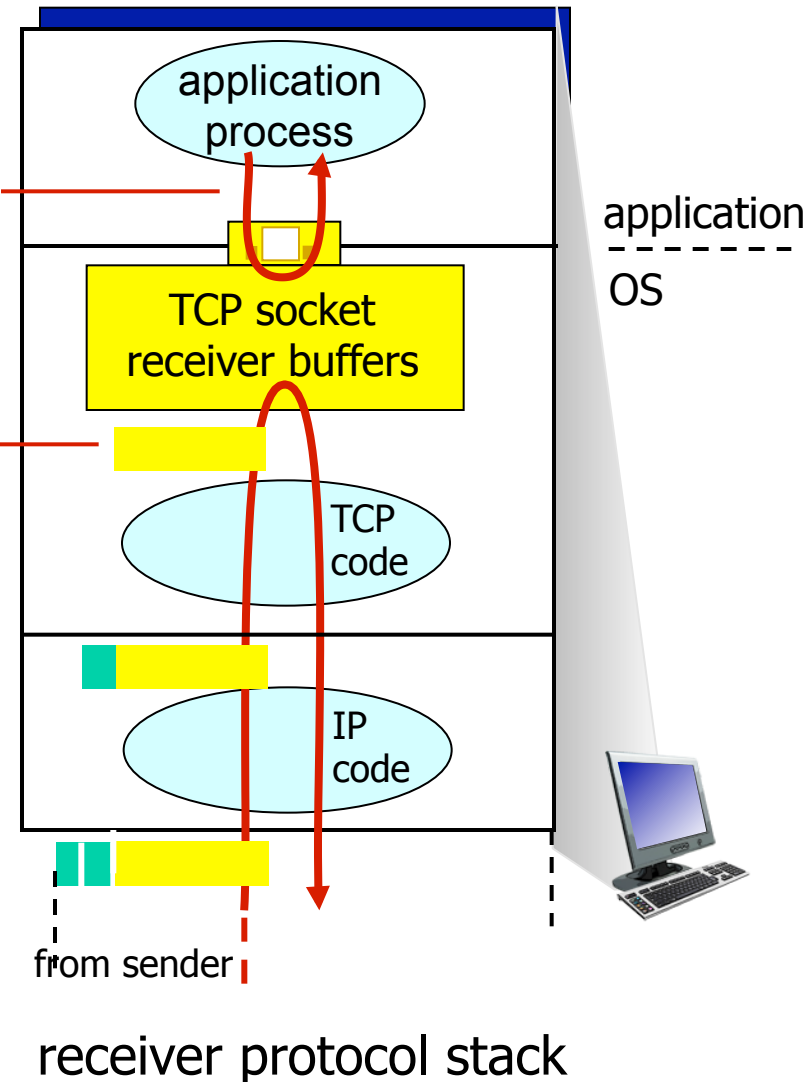 application
process
application
OS
TCP socket
receiver buffers
TCP
code
IP
code
from sender
receiver protocol stack